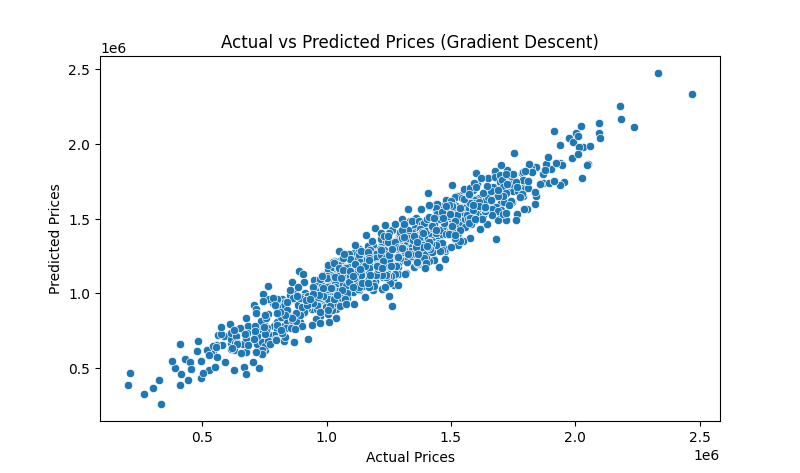 Actual vs Predicted Prices (Gradient Descent)
1e6
2.5
2.0
1.5
1.0
0.5
Predicted Prices
0.5 1.0 1.5 2.0 2.5
1e6
Actual Prices